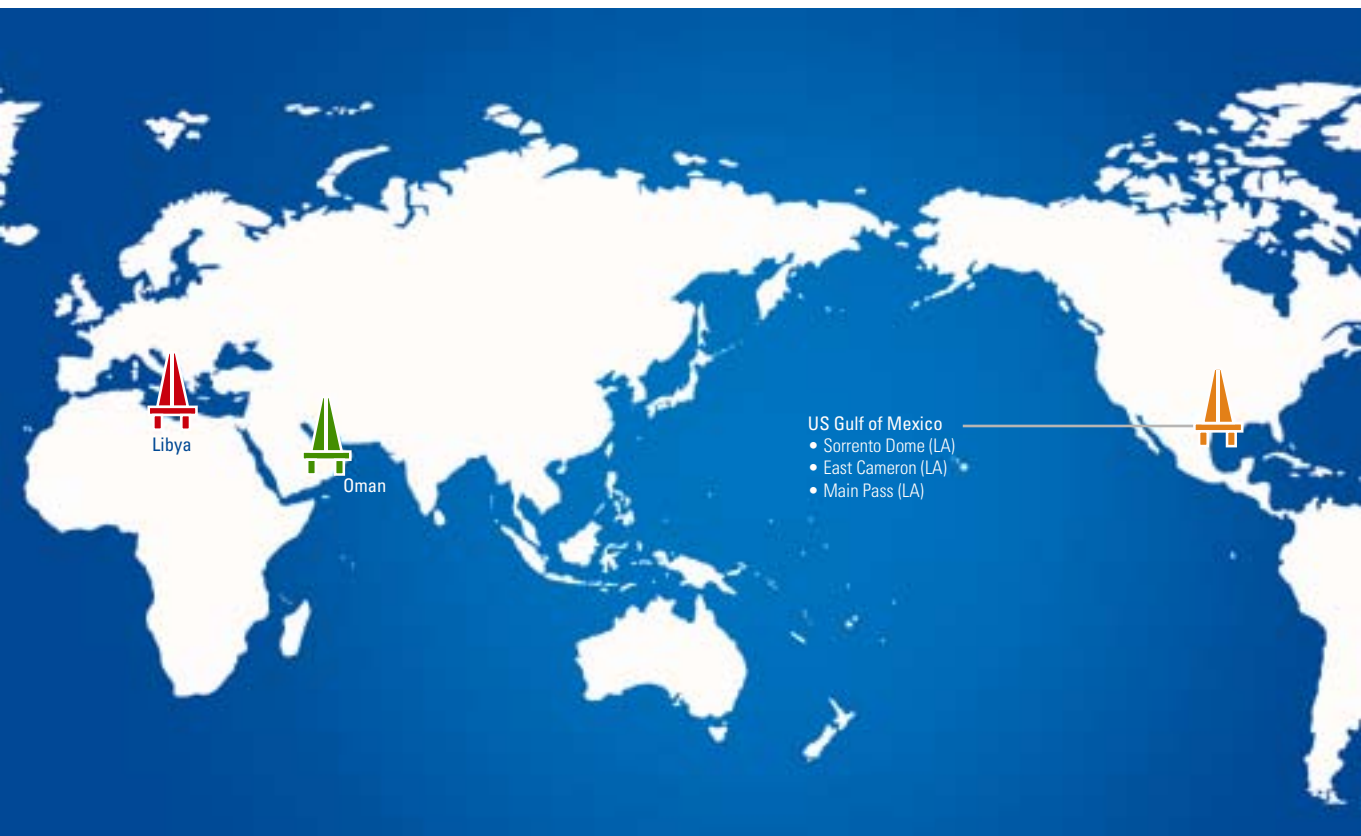 Libya
Oman
US Gulf of Mexico
• Sorrento Dome (LA)
• East Cameron (LA)
• Main Pass (LA)